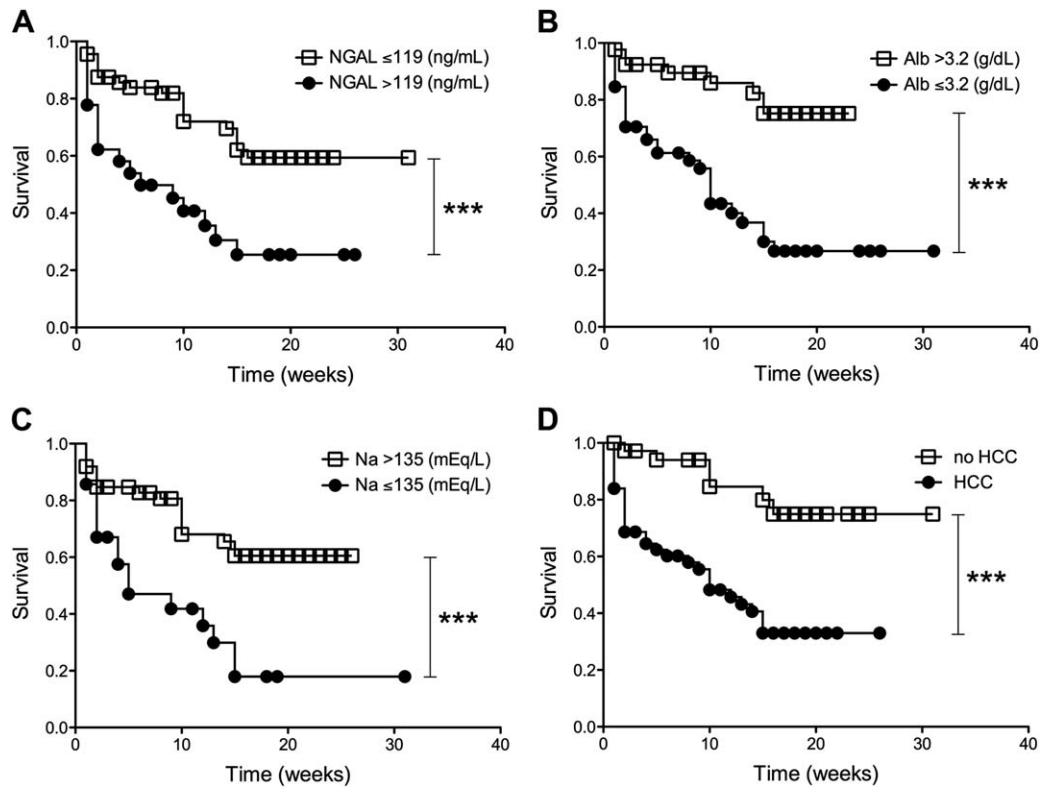 A
NGAL ≤119 (ng/mL)
NGAL >119 (ng/mL)
Survival
1.0
0.8
0.6
0.4
0.2
0.0
***
0 10 20 30 40
Time (weeks)
B
Alb >3.2 (g/dL)
Alb ≤3.2 (g/dL)
Survival
1.0
0.8
0.6
0.4
0.2
0.0
***
0 10 20 30 40
Time (weeks)
C
Na >135 (mEq/L)
Na ≤135 (mEq/L)
Survival
1.0
0.8
0.6
0.4
0.2
0.0
***
0 10 20 30 40
Time (weeks)
D
no HCC
HCC
Survival
1.0
0.8
0.6
0.4
0.2
0.0
***
0 10 20 30 40
Time (weeks)